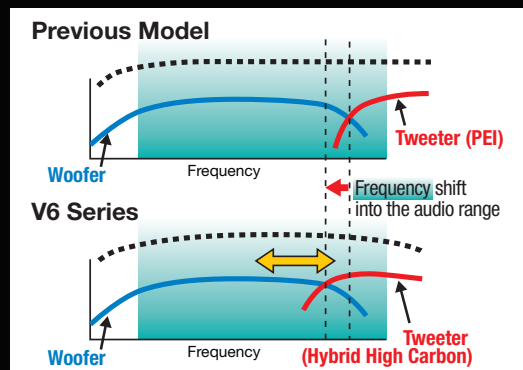 Previous Model
Tweeter (PEI)
Woofer
Frequency
Frequency shift
into the audio range
V6 Series
Tweeter
(Hybrid High Carbon)
Woofer
Frequency